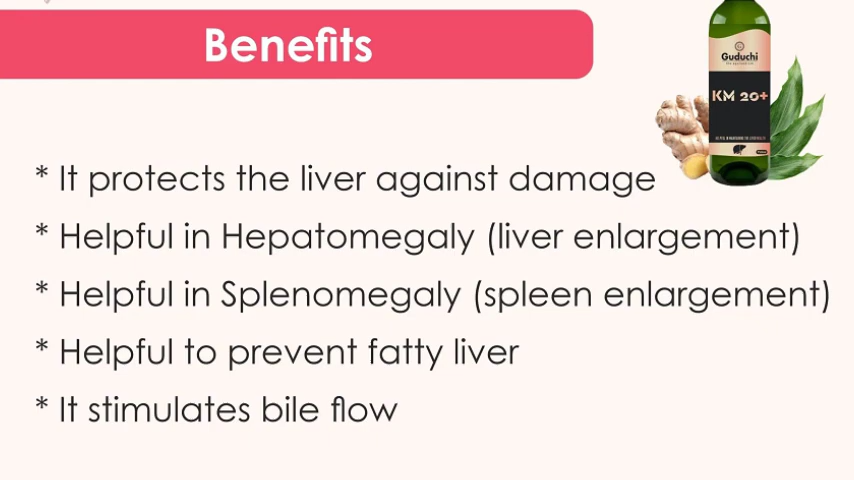 Benefits
Guduchi
KM 20+
* It protects the liver against damage
* Helpful in Hepatomegaly (liver enlargement)
* Helpful in Splenomegaly (spleen enlargement)
* Helpful to prevent fatty liver
* It stimulates bile flow